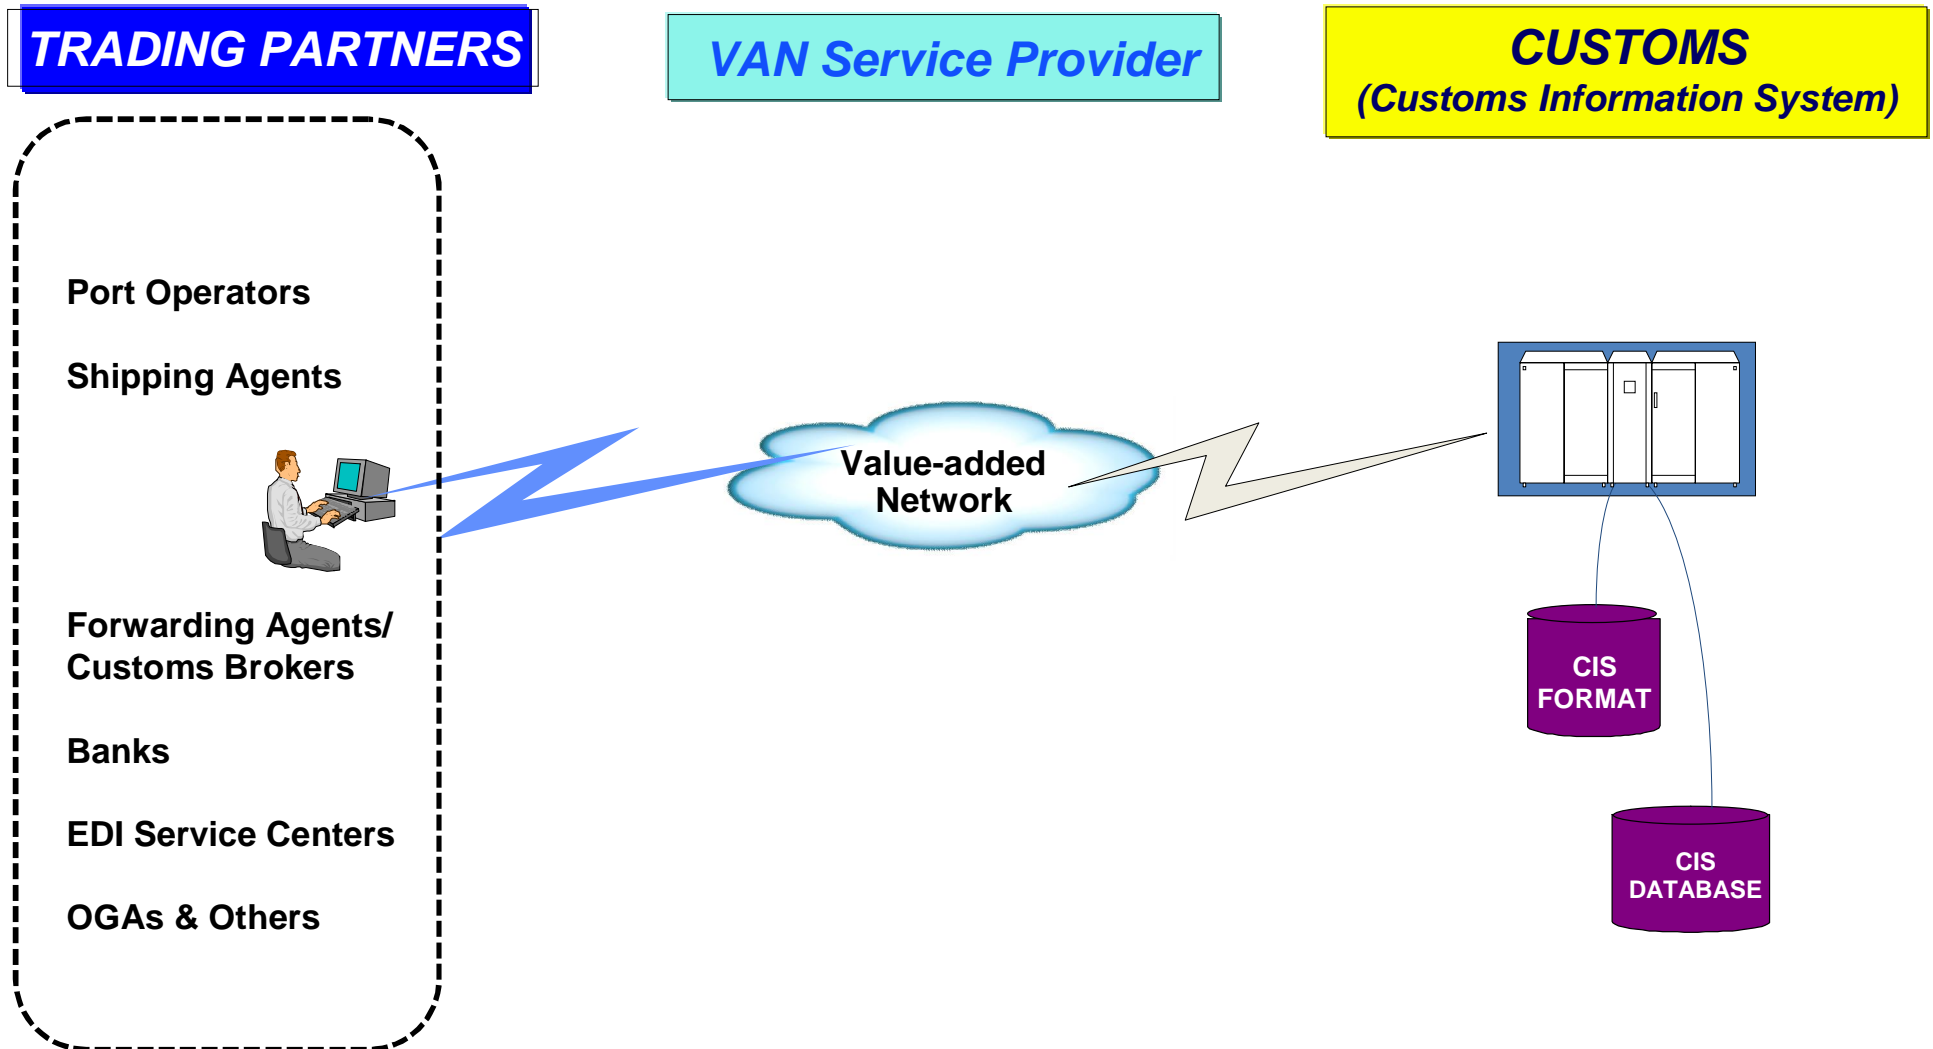 TRADING PARTNERS
VAN Service Provider
CUSTOMS
(Customs Information System)
Port Operators
Shipping Agents
Forwarding Agents/
Customs Brokers
Banks
EDI Service Centers
OGAs & Others
Value-added
Network
CIS
FORMAT
CIS
DATABASE